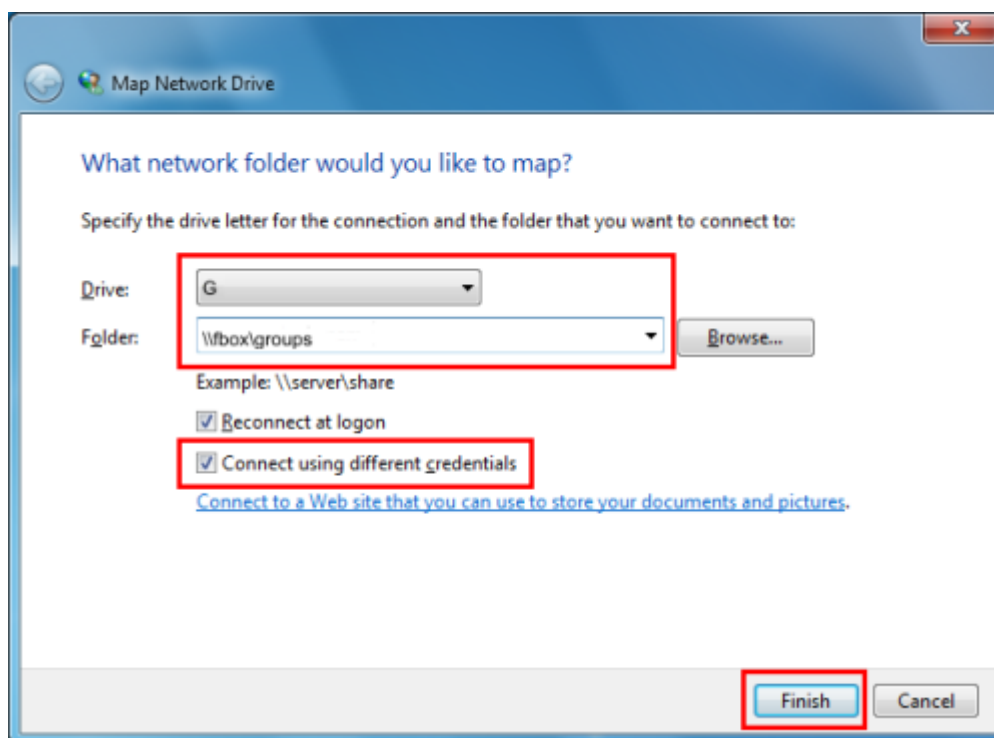 Map Network Drive
What network folder would you like to map?
Specify the drive letter for the connection and the folder that you want to connect to:
Drive: G
Folder: \\fbox\groups Browse...
Example: \\server\share
Reconnect at logon
Connect using different credentials
Connect to a Web site that you can use to store your documents and pictures.
Finish Cancel